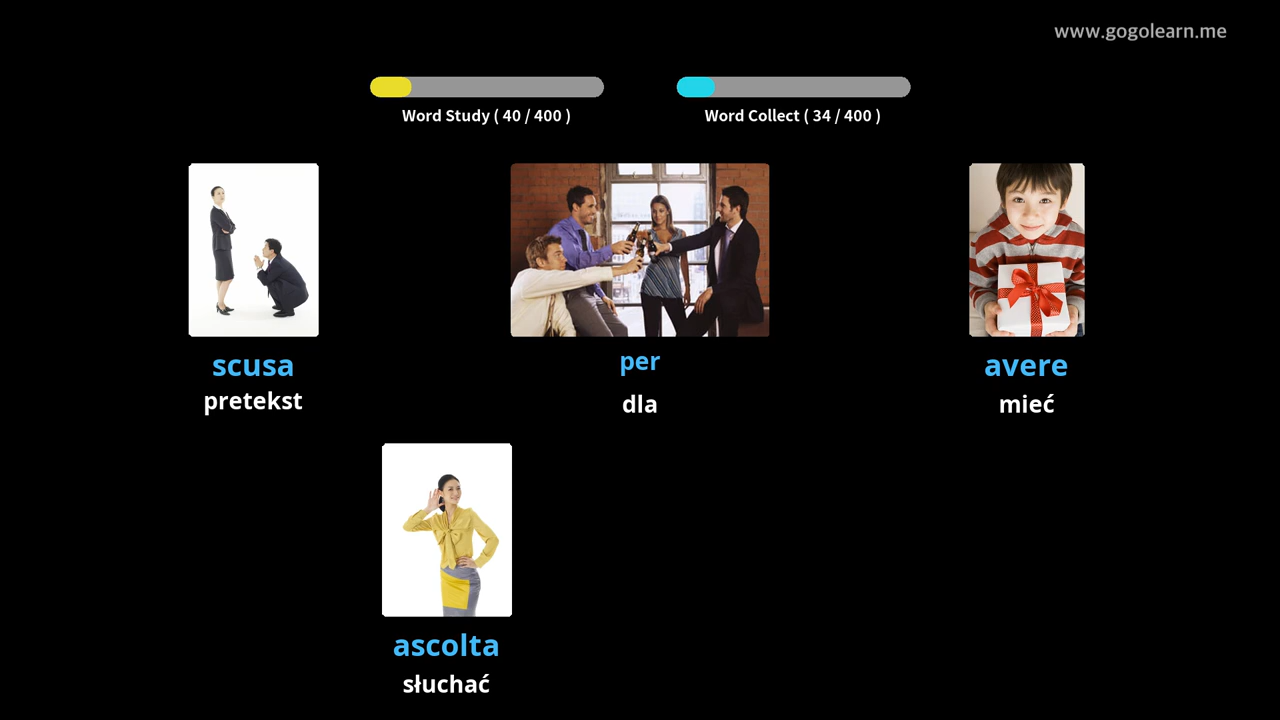 www.gogolearn.me
Word Study ( 40 / 400 )
Word Collect ( 34 / 400 )
scusa
pretekst
per
dla
avere
mieć
ascolta
słuchać